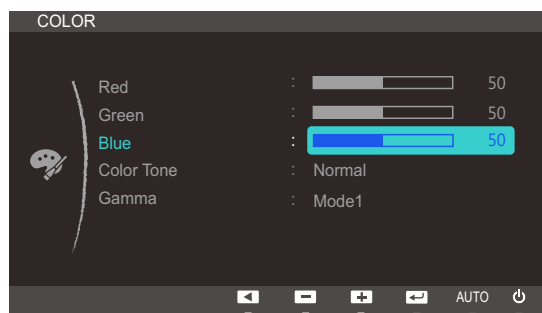 COLOR
Red : 50
Green : 50
Blue : 50
Color Tone : Normal
Gamma : Mode1
AUTO